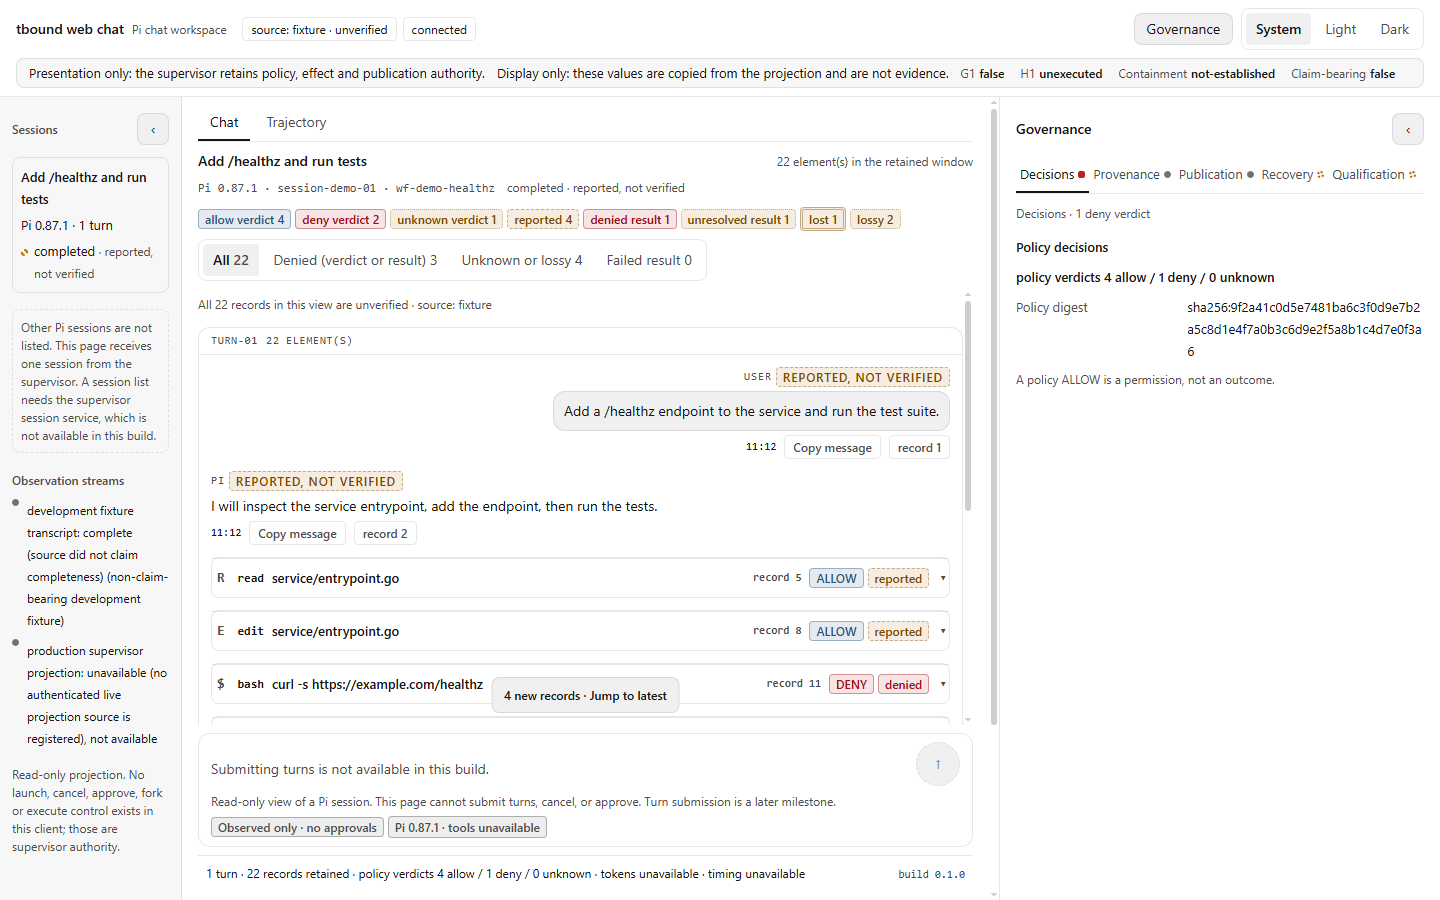 tbound web chat Pi chat workspace source: fixture · unverified connected Governance System Light Dark
Presentation only: the supervisor retains policy, effect and publication authority. Display only: these values are copied from the projection and are not evidence. G1 false H1 unexecuted Containment not-established Claim-bearing false
Sessions ‹
Add /healthz and run
tests
Pi 0.87.1 · 1 turn
completed · reported,
not verified
Other Pi sessions are not
listed. This page receives
one session from the
supervisor. A session list
needs the supervisor
session service, which is
not available in this build.
Observation streams
development fixture
transcript: complete
(source did not claim
completeness) (non-claim-
bearing development
fixture)
production supervisor
projection: unavailable (no
authenticated live
projection source is
registered), not available
Read-only projection. No
launch, cancel, approve, fork
or execute control exists in
this client; those are
supervisor authority.
Chat Trajectory
Add /healthz and run tests 22 element(s) in the retained window
Pi 0.87.1 · session-demo-01 · wf-demo-healthz completed · reported, not verified
allow verdict 4 deny verdict 2 unknown verdict 1 reported 4 denied result 1 unresolved result 1 lost 1 lossy 2
All 22 Denied (verdict or result) 3 Unknown or lossy 4 Failed result 0
All 22 records in this view are unverified · source: fixture
TURN-01 22 ELEMENT(S)
USER REPORTED, NOT VERIFIED
Add a /healthz endpoint to the service and run the test suite.
11:12 Copy message record 1
PI REPORTED, NOT VERIFIED
I will inspect the service entrypoint, add the endpoint, then run the tests.
11:12 Copy message record 2
R read service/entrypoint.go record 5 ALLOW reported ▾
E edit service/entrypoint.go record 8 ALLOW reported ▾
$ bash curl -s https://example.com/healthz record 11 DENY denied ▾
4 new records · Jump to latest
Submitting turns is not available in this build. ↑
Read-only view of a Pi session. This page cannot submit turns, cancel, or approve. Turn submission is a later milestone.
Observed only · no approvals Pi 0.87.1 · tools unavailable
1 turn · 22 records retained · policy verdicts 4 allow / 1 deny / 0 unknown · tokens unavailable · timing unavailable build 0.1.0
Governance ‹
Decisions Provenance Publication Recovery Qualification
Decisions · 1 deny verdict
Policy decisions
policy verdicts 4 allow / 1 deny / 0 unknown
Policy digest sha256:9f2a41c0d5e7481ba6c3f0d9e7b2
a5c8d1e4f7a0b3c6d9e2f5a8b1c4d7e0f3a
6
A policy ALLOW is a permission, not an outcome.